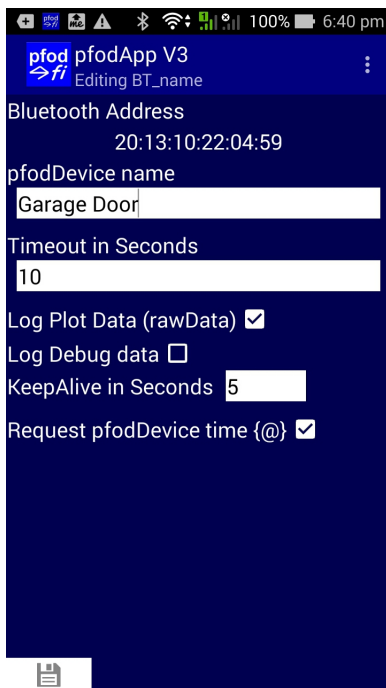 100% 6:40 pm
pfod pfodApp V3
fi Editing BT_name
Bluetooth Address
20:13:10:22:04:59
pfodDevice name
Garage Door
Timeout in Seconds
10
Log Plot Data (rawData)
Log Debug data
KeepAlive in Seconds 5
Request pfodDevice time {@}